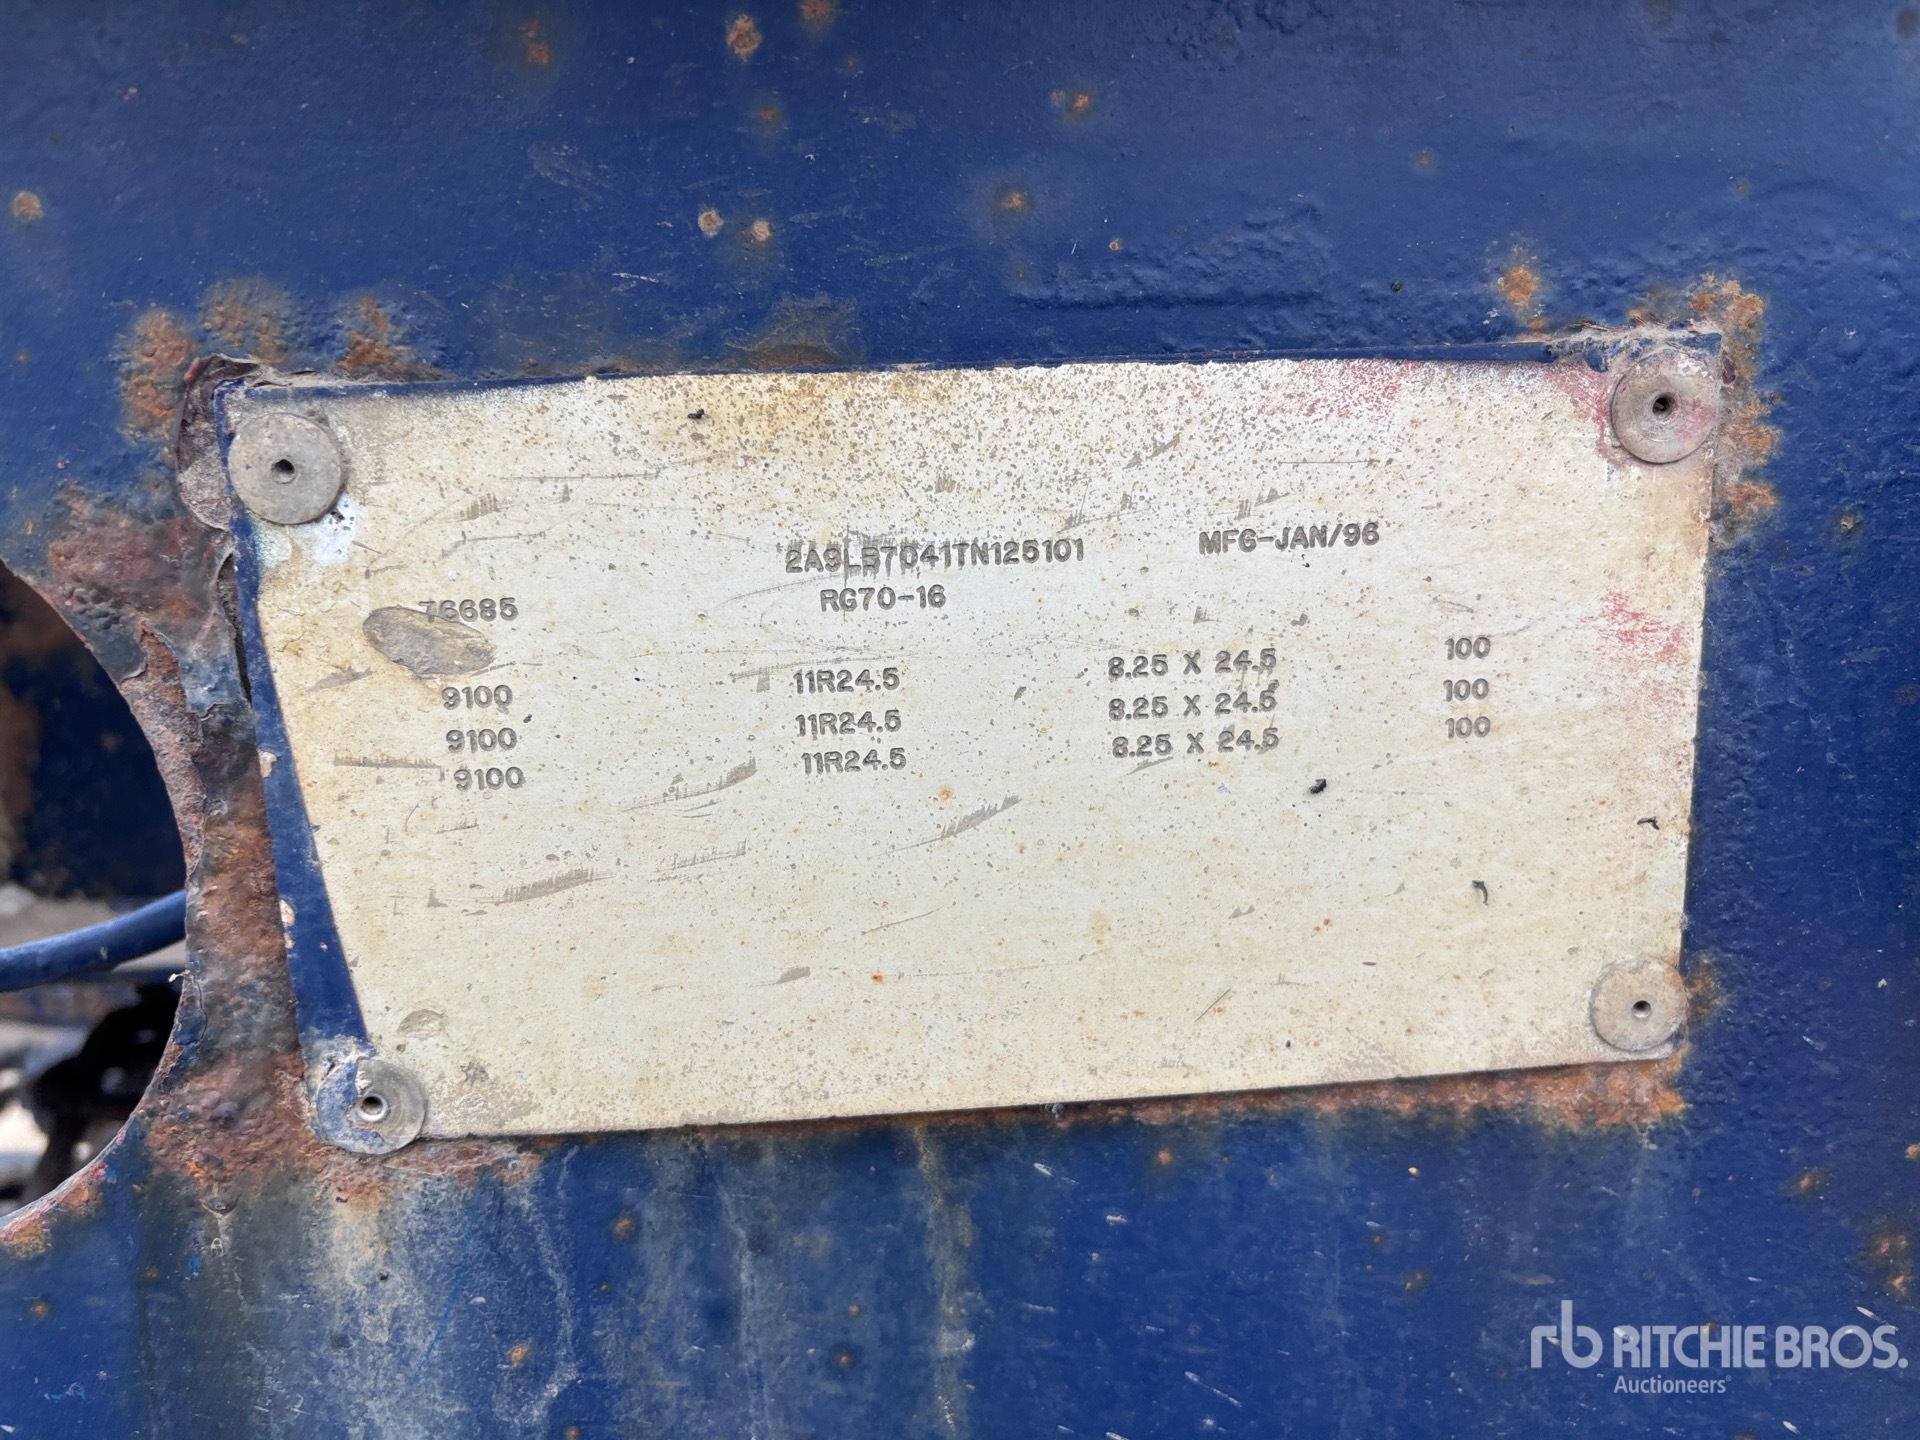 2A9LB7041TN125101 MFG-JAN/96
76685 RG70-16
9100 11R24.5 8.25 X 24.5 100
9100 11R24.5 8.25 X 24.5 100
9100 11R24.5 8.25 X 24.5 100
rb RITCHIE BROS.
Auctioneers